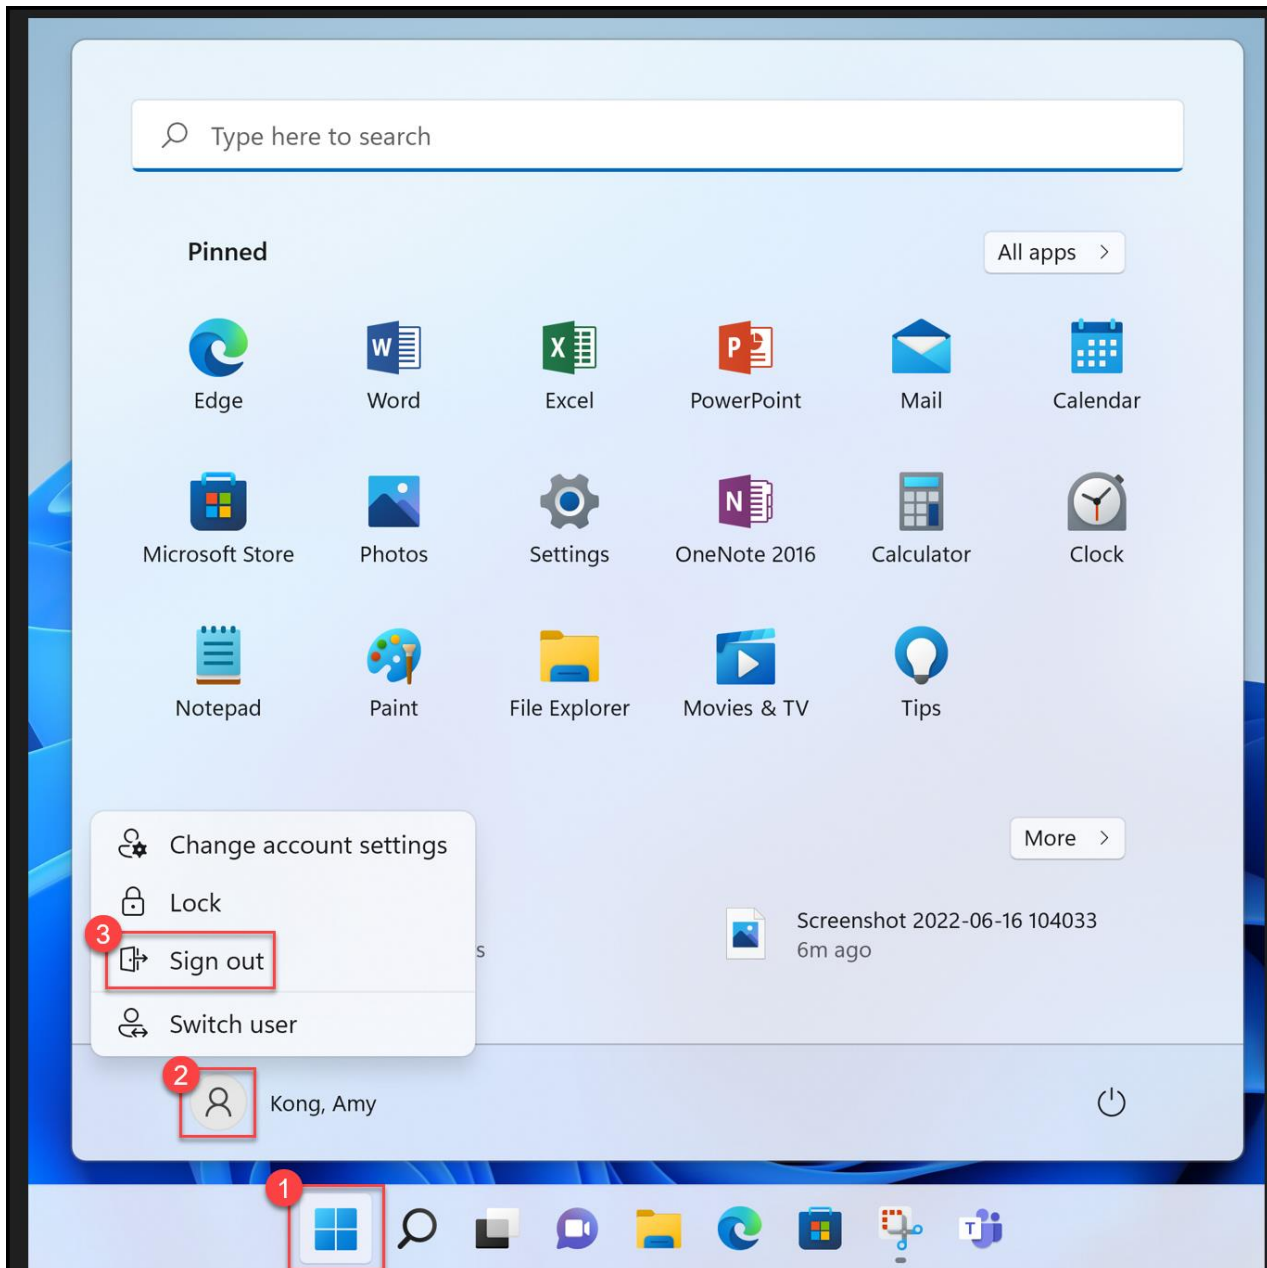 Type here to search
Pinned
All apps
Edge
Word
Excel
PowerPoint
Mail
Calendar
Microsoft Store
Photos
Settings
OneNote 2016
Calculator
Clock
Notepad
Paint
File Explorer
Movies & TV
Tips
Change account settings
More
Lock
3
Sign out
s
Screenshot 2022-06-16 104033
6m ago
Switch user
2
Kong, Amy
1